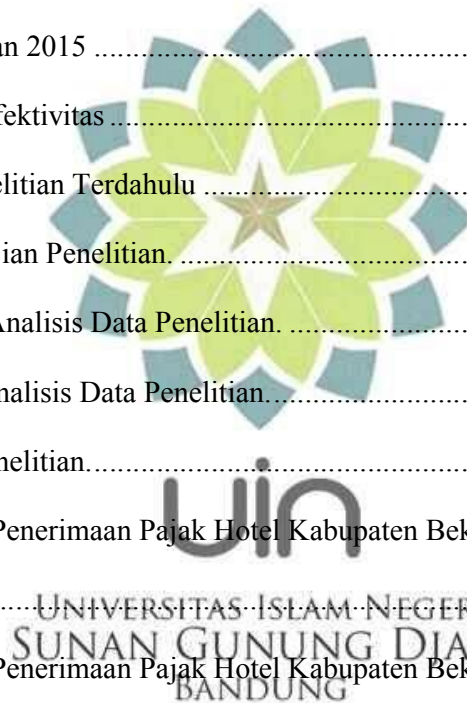 an 2015 ....................
fektivitas ....................
elitian Terdahulu ....................
ian Penelitian. ....................
Analisis Data Penelitian. ....................
nalisis Data Penelitian. ....................
nelitian. ....................
uin
Penerimaan Pajak Hotel Kabupaten Bek
....................
UNIVERSITAS ISLAM NEGER
SUNAN GUNUNG DJA
Penerimaan Pajak Hotel Kabupaten Bek
BANDUNG